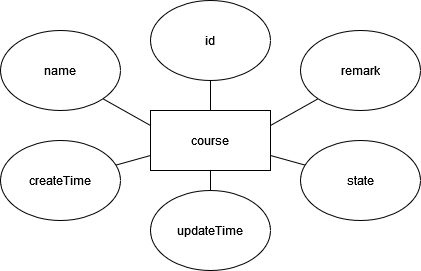 id
name
remark
course
createTime
state
updateTime